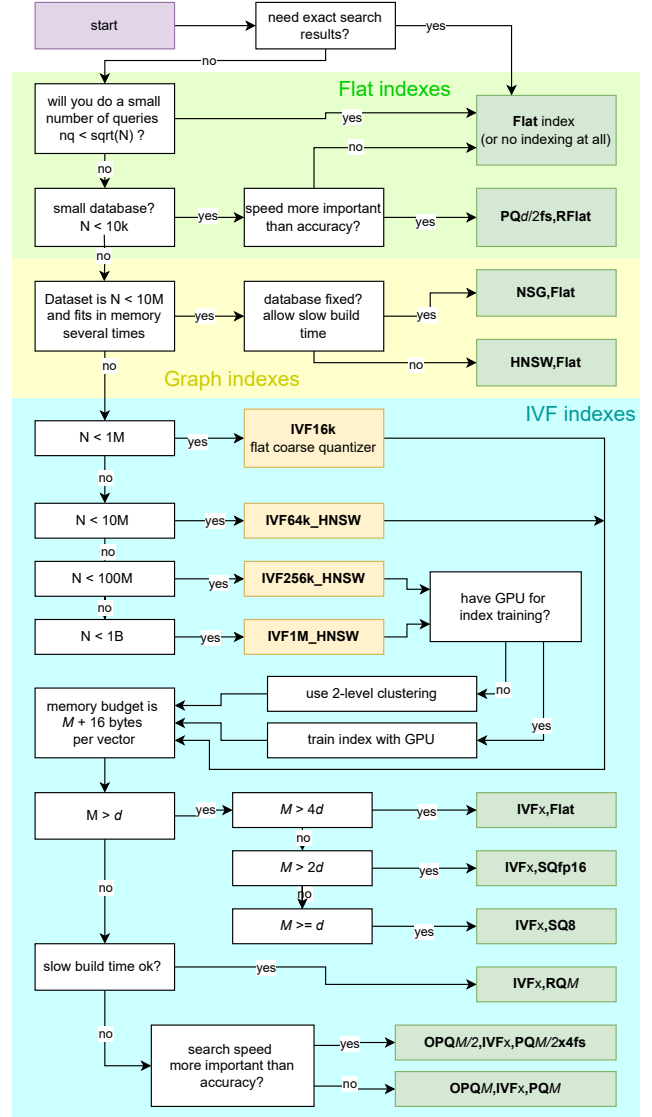 start
need exact search
results?
yes
no
Flat indexes
will you do a small
number of queries
nq < sqrt(N) ?
yes
Flat index
(or no indexing at all)
no
no
small database?
N < 10k
yes
speed more important
than accuracy?
yes
PQd/2fs,RFlat
no
Dataset is N < 10M
and fits in memory
several times
yes
database fixed?
allow slow build
time
yes
NSG,Flat
no
HNSW,Flat
no
Graph indexes
IVF indexes
N < 1M
yes
IVF16k
flat coarse quantizer
no
N < 10M
yes
IVF64k_HNSW
no
N < 100M
yes
IVF256k_HNSW
have GPU for
index training?
no
N < 1B
yes
IVF1M_HNSW
no
yes
use 2-level clustering
memory budget is
M + 16 bytes
per vector
train index with GPU
M > d
yes
M > 4d
yes
IVFx,Flat
no
M > 2d
yes
IVFx,SQfp16
no
no
M >= d
yes
IVFx,SQ8
slow build time ok?
yes
IVFx,RQM
no
search speed
more important than
accuracy?
yes
OPQM/2,IVFx,PQM/2x4fs
no
OPQM,IVFx,PQM